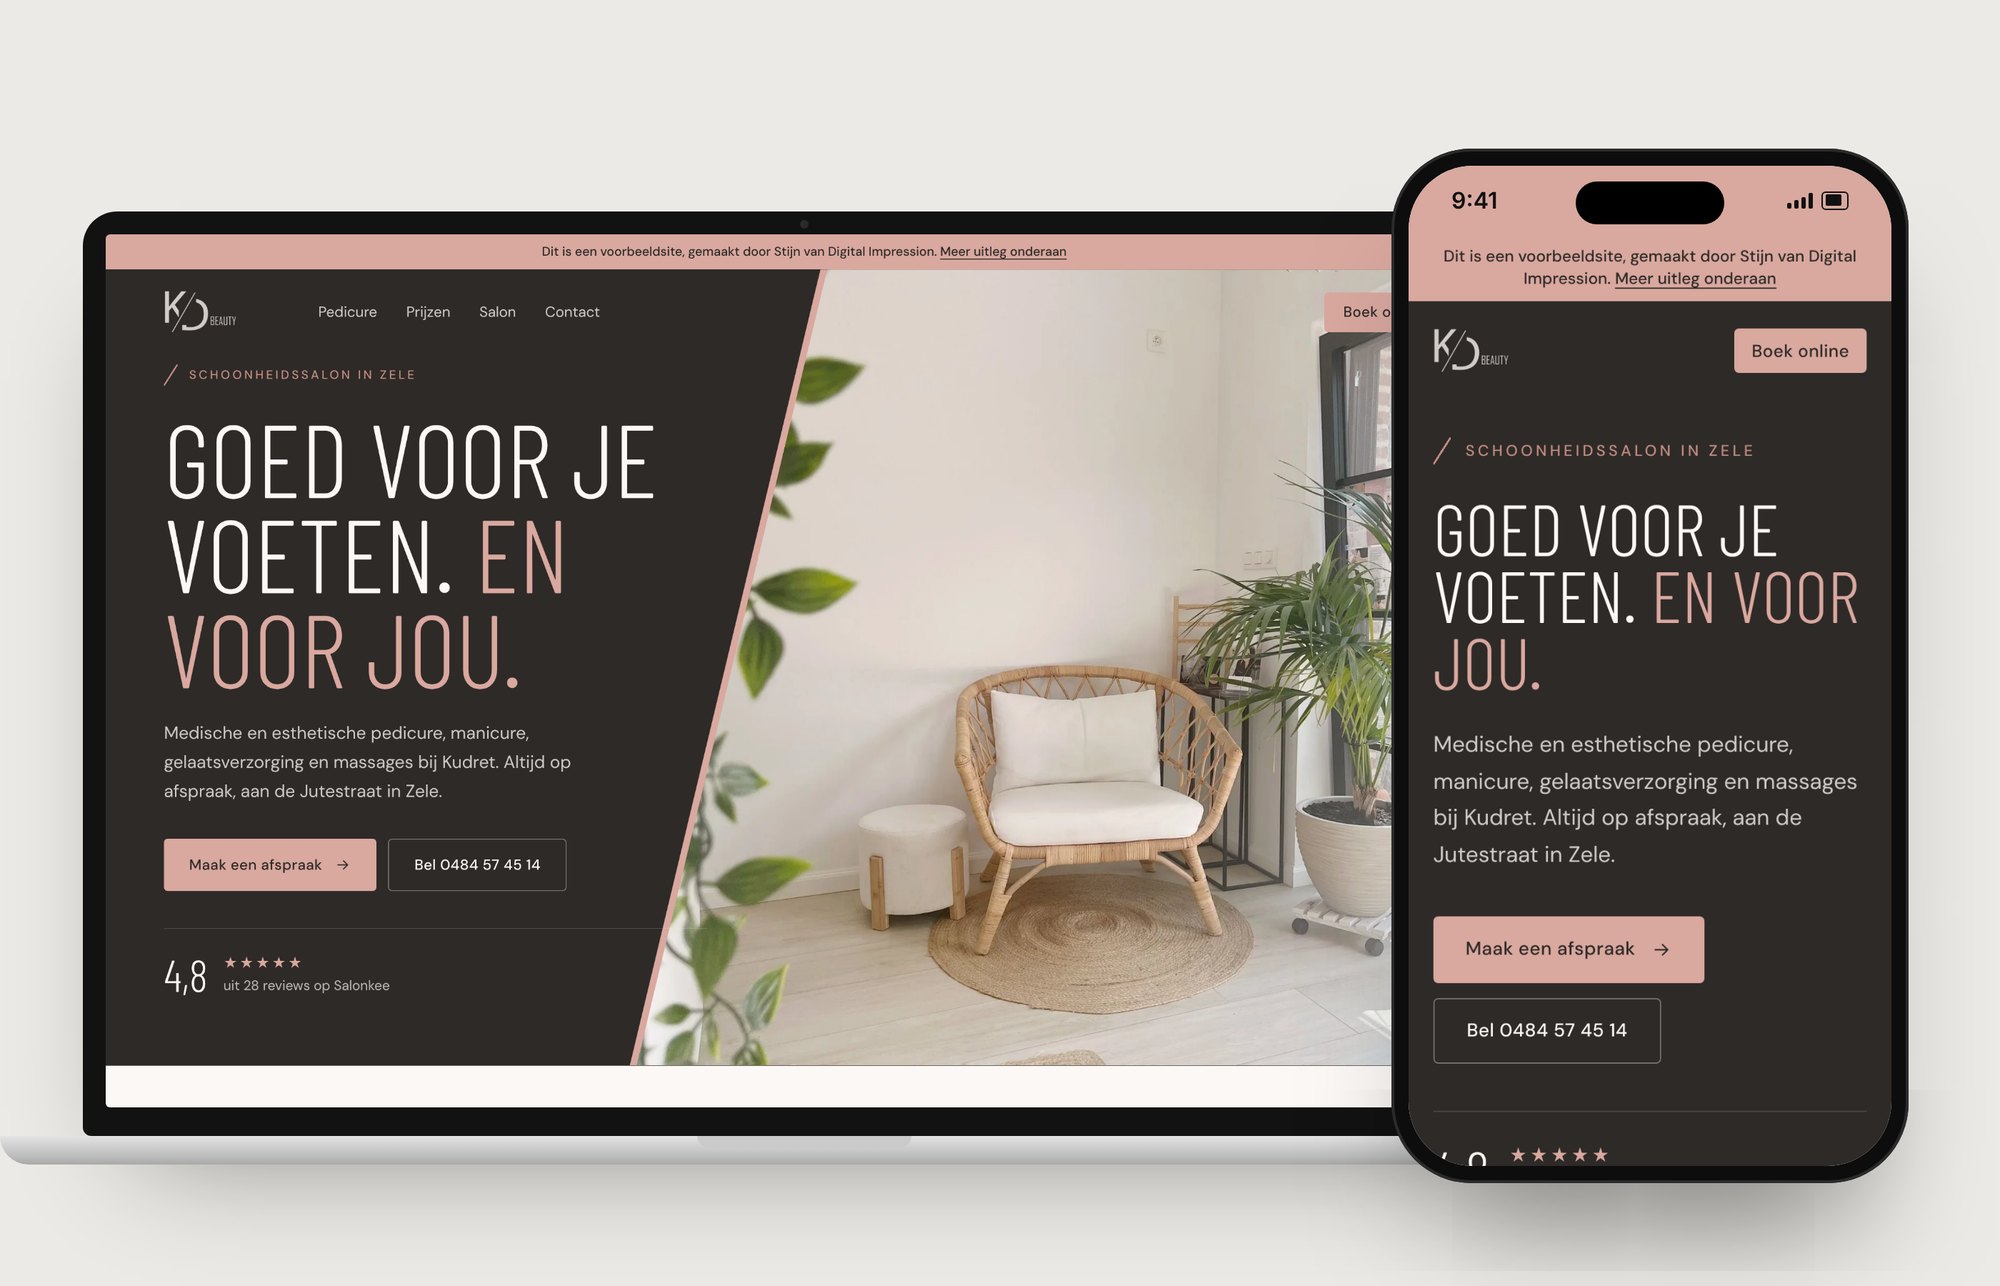 Dit is een voorbeeldsite, gemaakt door Stijn van Digital Impression. Meer uitleg onderaan
KD BEAUTY
Pedicure Prijzen Salon Contact
Boek o
SCHOONHEIDSSALON IN ZELE
GOED VOOR JE
VOETEN. EN
VOOR JOU.
Medische en esthetische pedicure, manicure,
gelaatsverzorging en massages bij Kudret. Altijd op
afspraak, aan de Jutestraat in Zele.
Maak een afspraak →
Bel 0484 57 45 14
4,8 ★★★★★
uit 28 reviews op Salonkee
9:41
Dit is een voorbeeldsite, gemaakt door Stijn van Digital
Impression. Meer uitleg onderaan
KD BEAUTY
Boek online
SCHOONHEIDSSALON IN ZELE
GOED VOOR JE
VOETEN. EN VOOR
JOU.
Medische en esthetische pedicure,
manicure, gelaatsverzorging en massages
bij Kudret. Altijd op afspraak, aan de
Jutestraat in Zele.
Maak een afspraak →
Bel 0484 57 45 14
★★★★★